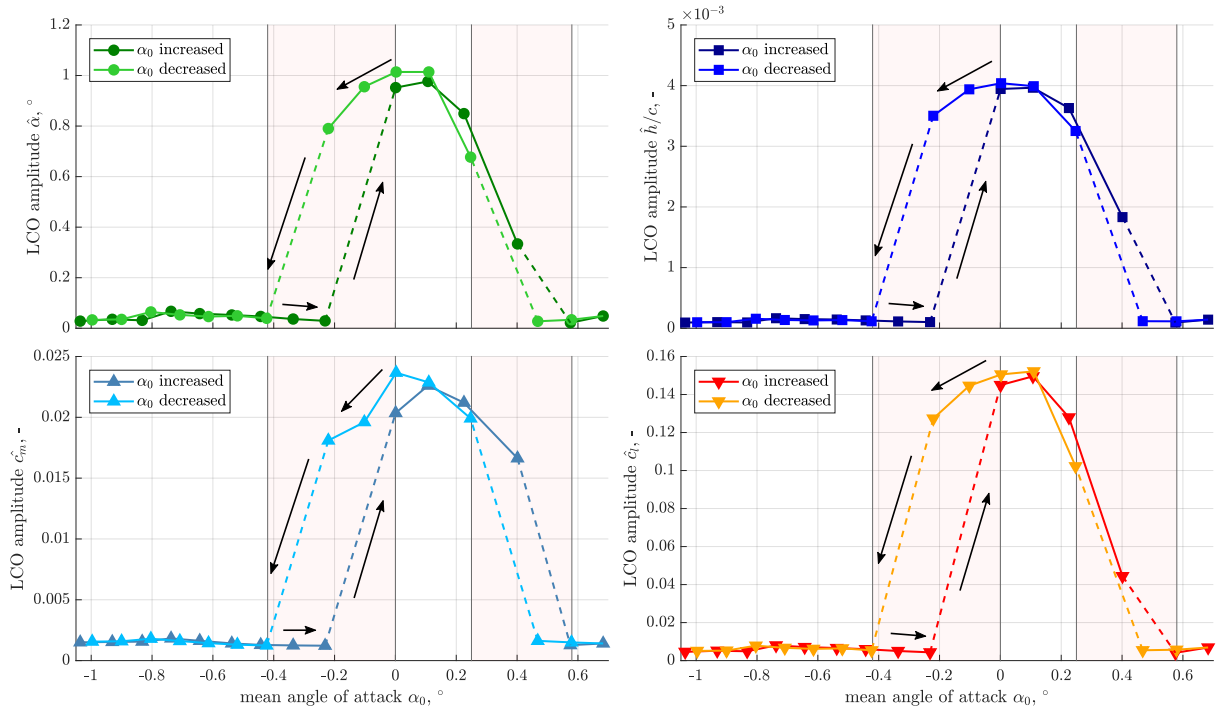 1.2
1
0.8
0.6
0.4
0.2
0
LCO amplitude α̂, °
α₀ increased
α₀ decreased
×10⁻³
5
4
3
2
1
0
LCO amplitude ĥ/c, -
α₀ increased
α₀ decreased
0.025
0.02
0.015
0.01
0.005
0
LCO amplitude ĉₘ, -
α₀ increased
α₀ decreased
-1 -0.8 -0.6 -0.4 -0.2 0 0.2 0.4 0.6
mean angle of attack α₀, °
0.16
0.14
0.12
0.1
0.08
0.06
0.04
0.02
0
LCO amplitude ĉₗ, -
α₀ increased
α₀ decreased
-1 -0.8 -0.6 -0.4 -0.2 0 0.2 0.4 0.6
mean angle of attack α₀, °